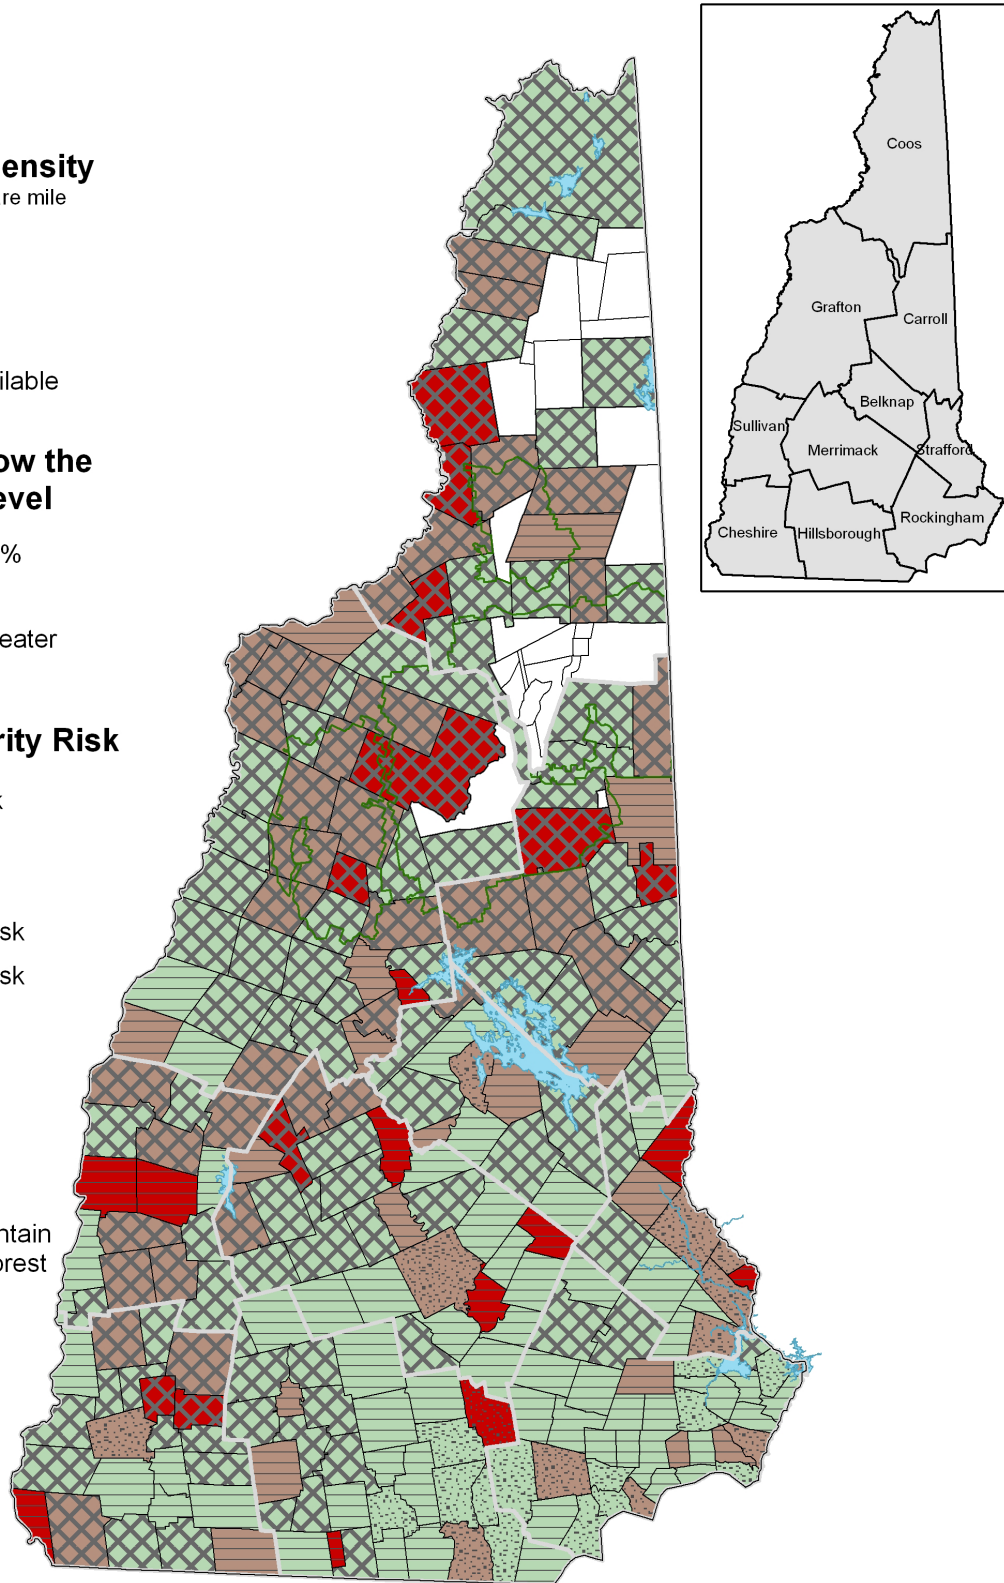 ensity
re mile
ilable
ow the
evel
%
eater
rity Risk
k
sk
sk
ntain
orest
Coos
Grafton
Carroll
Belknap
Sullivan
Merrimack
Strafford
Cheshire
Hillsborough
Rockingham